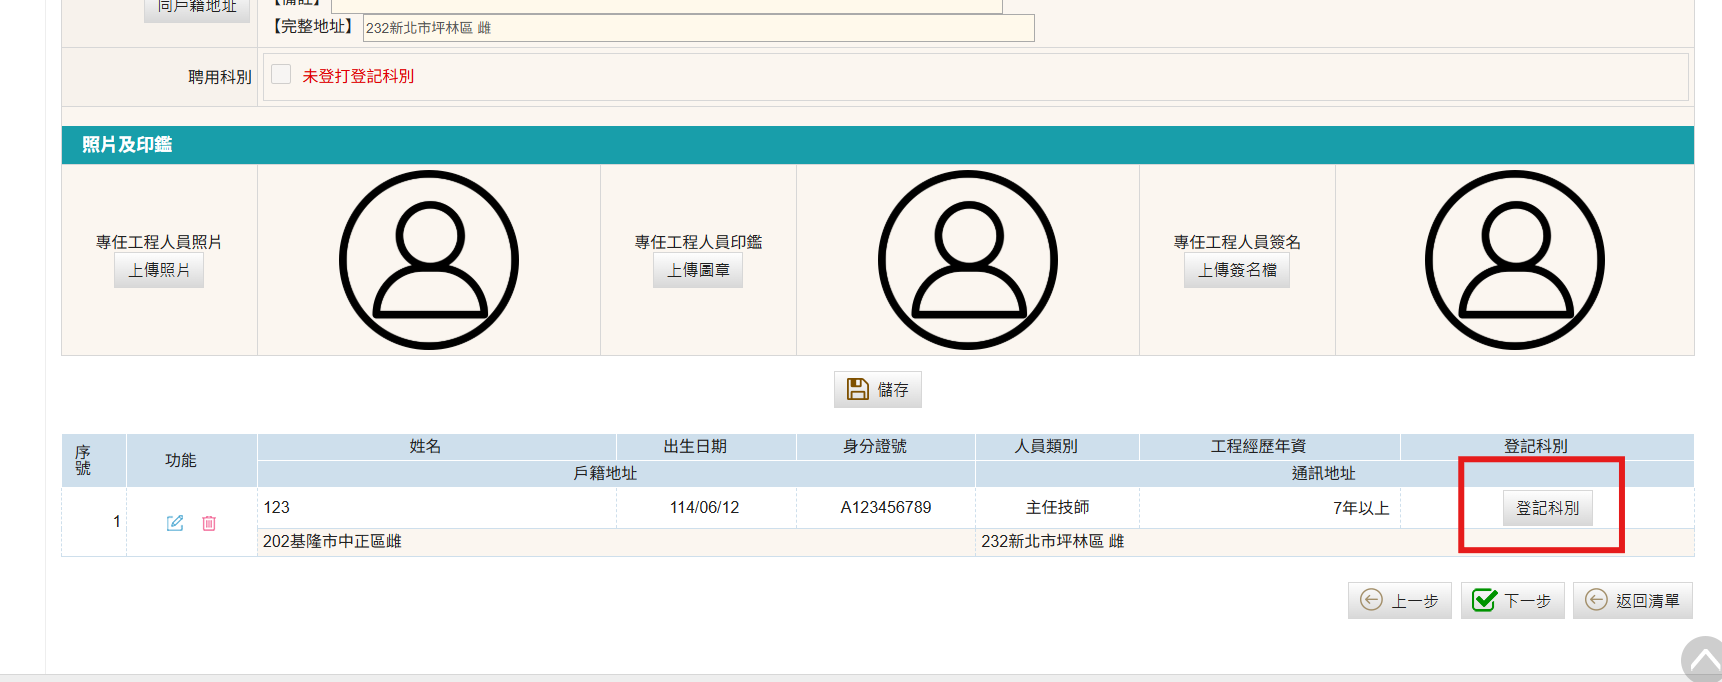 同戶籍地址
【備註】
【完整地址】 232新北市坪林區 雌
聘用科別 未登打登記科別
照片及印鑑
專任工程人員照片
上傳照片
專任工程人員印鑑
上傳圖章
專任工程人員簽名
上傳簽名檔
儲存
序號 功能 姓名 出生日期 身分證號 人員類別 工程經歷年資 登記科別
戶籍地址 通訊地址
1 123 114/06/12 A123456789 主任技師 7年以上 登記科別
202基隆市中正區雌 232新北市坪林區 雌
上一步 下一步 返回清單